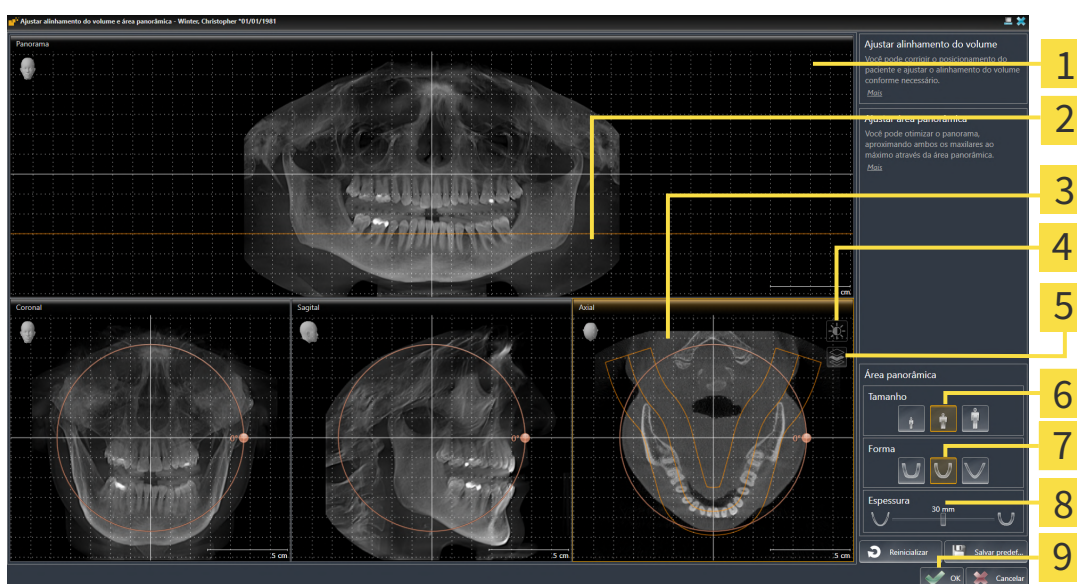 Ajustar alinhamento do volume e área panorâmica - Winter, Christopher *01/01/1981
Panorama
cm
Ajustar alinhamento do volume
Você pode corrigir o posicionamento do
paciente e ajustar o alinhamento do volume
conforme necessário.
Mais
Ajustar área panorâmica
Você pode otimizar o panorama,
aproximando ambos os maxilares ao
máximo através da área panorâmica.
Mais
1
2
3
4
5
6
7
8
9
Coronal
0°
5 cm
Sagital
0°
5 cm
Axial
0°
5 cm
Área panorâmica
Tamanho
Forma
Espessura
30 mm
Reinicializar
Salvar predef...
OK
Cancelar